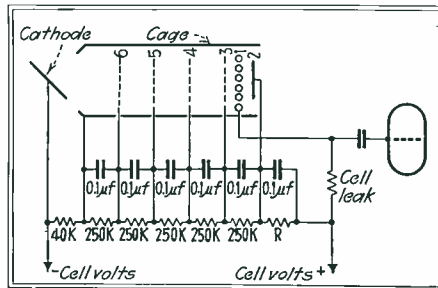 Cathode
Cage
6 5 4 3 1 2
0.1μf 0.1μf 0.1μf 0.1μf 0.1μf 0.1μf
Cell
leak
40K 250K 250K 250K 250K 250K R
-Cell volts
Cell volts +